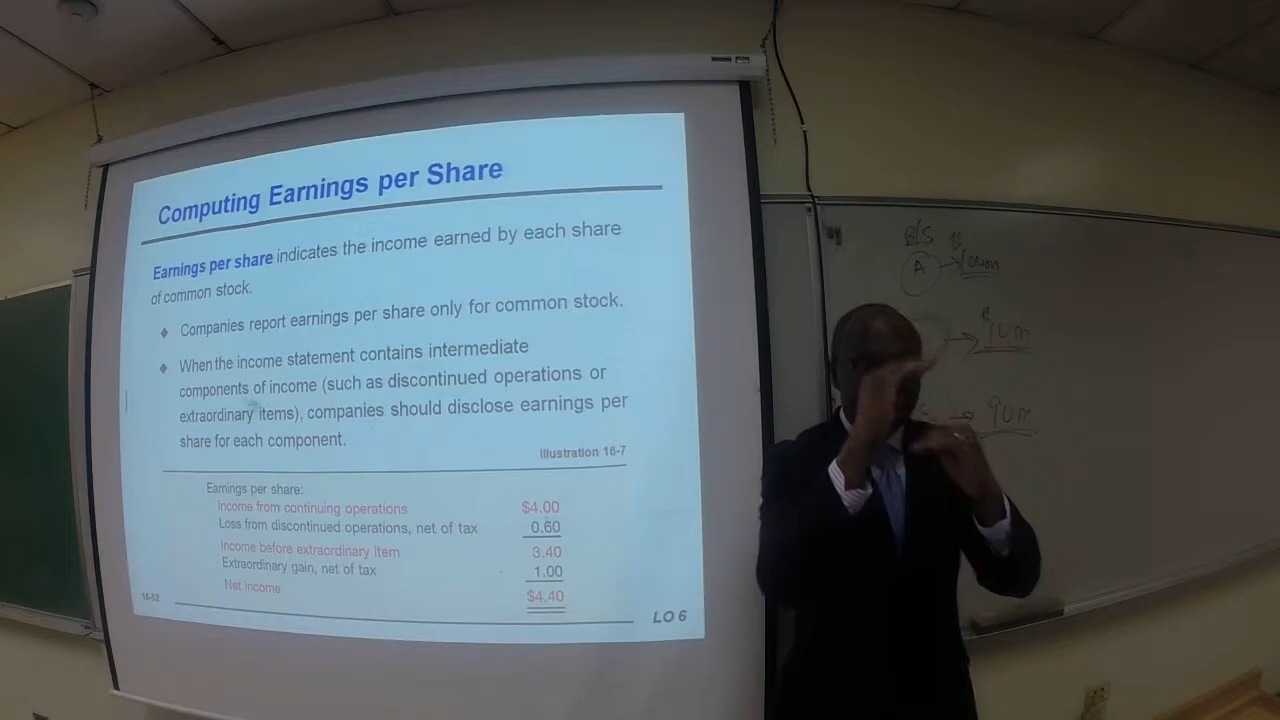 Computing Earnings per Share
Earnings per share indicates the income earned by each share
of common stock.
Companies report earnings per share only for common stock.
When the income statement contains intermediate
components of income (such as discontinued operations or
extraordinary items), companies should disclose earnings per
share for each component.
Illustration 16-7
Earnings per share:
Income from continuing operations $4.00
Loss from discontinued operations, net of tax 0.60
Income before extraordinary item 3.40
Extraordinary gain, net of tax 1.00
Net income $4.40
16-52
LO 6
B/S
A
90m